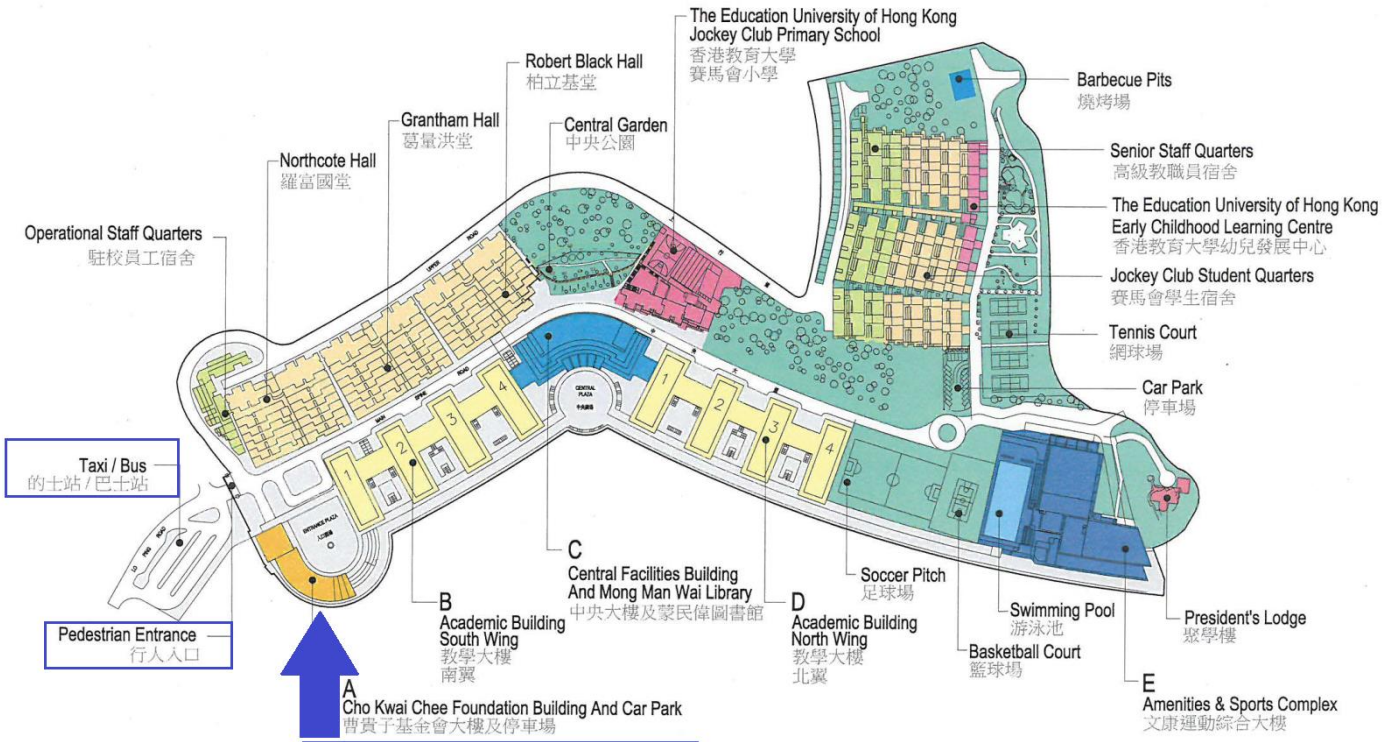 The Education University of Hong Kong
Jockey Club Primary School
香港教育大學
賽馬會小學
Robert Black Hall
柏立基堂
Barbecue Pits
燒烤場
Grantham Hall
葛量洪堂
Central Garden
中央公園
Northcote Hall
羅富國堂
Senior Staff Quarters
高級教職員宿舍
The Education University of Hong Kong
Early Childhood Learning Centre
香港教育大學幼兒發展中心
Operational Staff Quarters
駐校員工宿舍
UPPER ROAD
Jockey Club Student Quarters
賽馬會學生宿舍
Tennis Court
網球場
Car Park
停車場
MAIN SPINE ROAD
CENTRAL
PLAZA
中央廣場
1
2
3
4
1
2
3
4
Taxi / Bus
的士站 / 巴士站
LO PING ROAD
ENTRANCE PLAZA
入口廣場
Pedestrian Entrance
行人入口
A
Cho Kwai Chee Foundation Building And Car Park
曹貴子基金會大樓及停車場
B
Academic Building
South Wing
教學大樓
南翼
C
Central Facilities Building
And Mong Man Wai Library
中央大樓及蒙民偉圖書館
D
Academic Building
North Wing
教學大樓
北翼
Soccer Pitch
足球場
Swimming Pool
游泳池
Basketball Court
籃球場
President's Lodge
聚學樓
E
Amenities & Sports Complex
文康運動綜合大樓